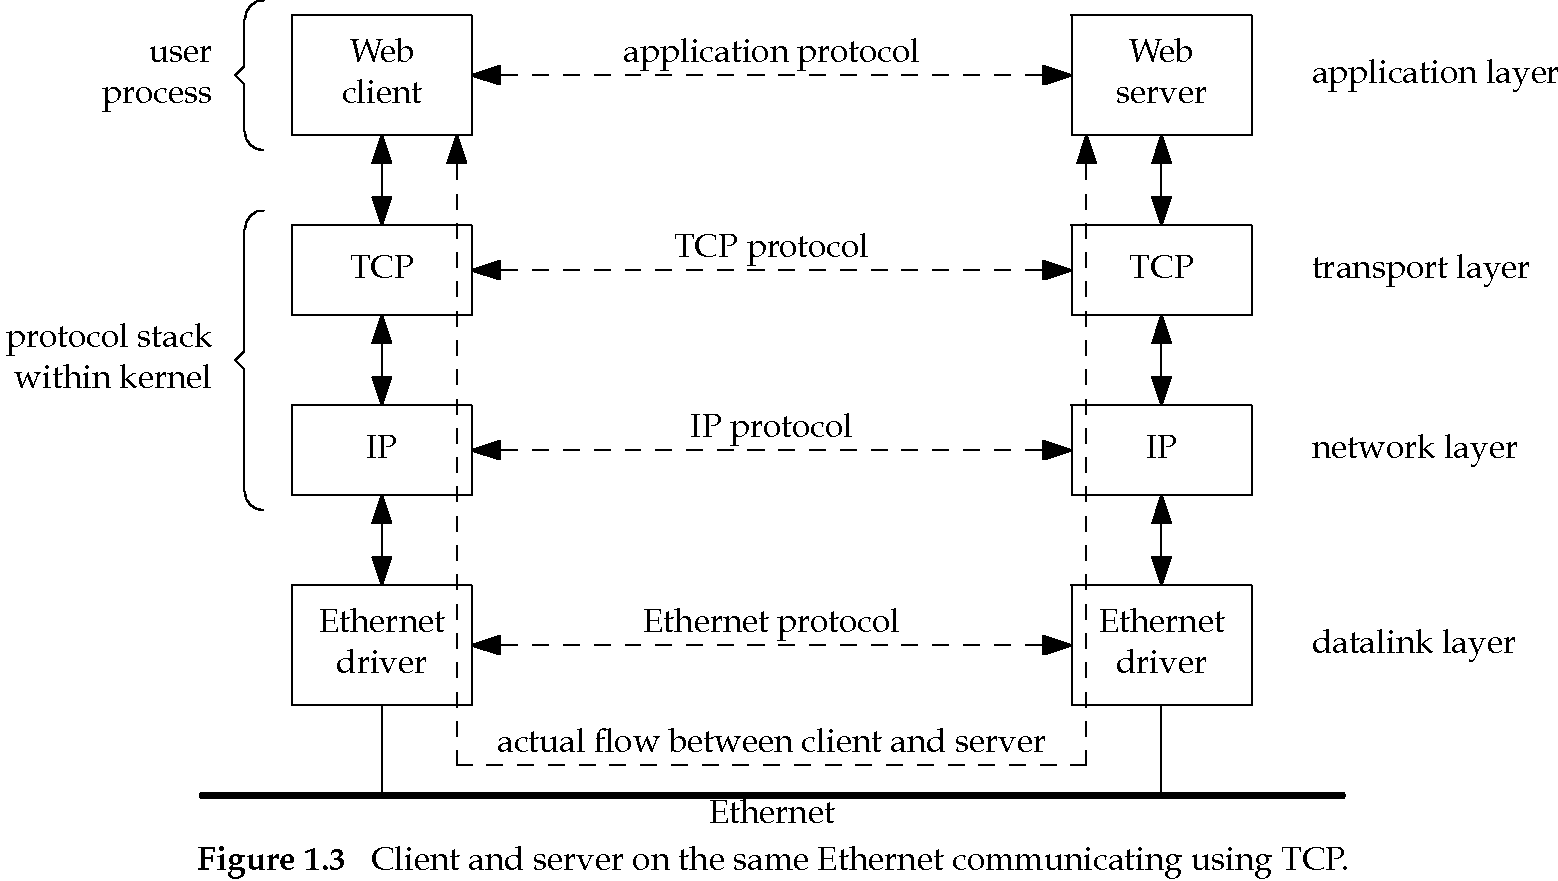 user
process
Web
client
application protocol
Web
server
application layer
TCP
TCP protocol
TCP
transport layer
protocol stack
within kernel
IP
IP protocol
IP
network layer
Ethernet
driver
Ethernet protocol
Ethernet
driver
datalink layer
actual flow between client and server
Ethernet
Figure 1.3 Client and server on the same Ethernet communicating using TCP.